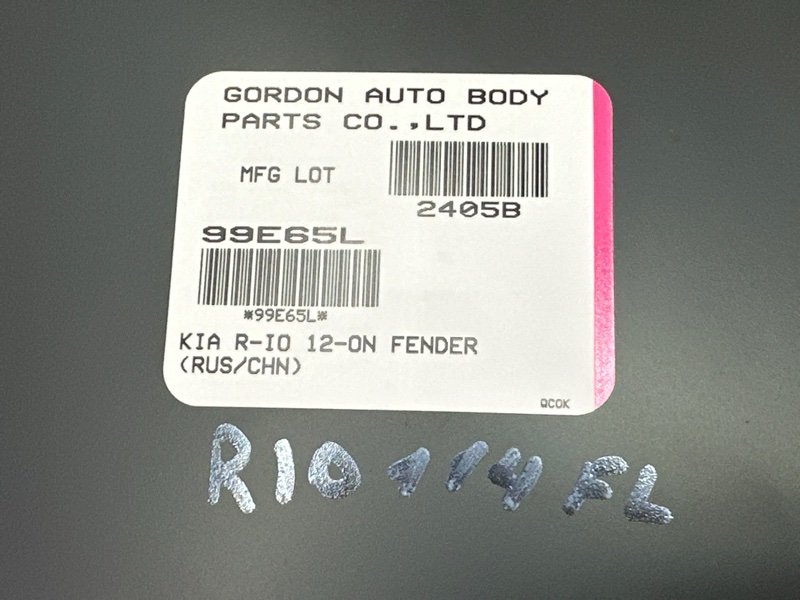 GORDON AUTO BODY
PARTS CO.,LTD
MFG LOT
2405B
99E65L
*99E65L*
KIA R-IO 12-ON FENDER
(RUS/CHN)
QCOK
RIO 114 FL